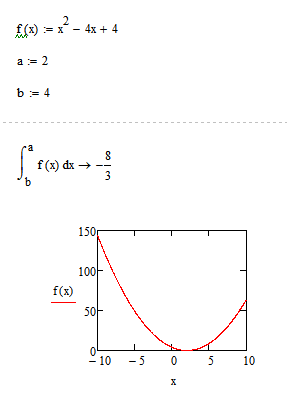 f(x) := x² − 4x + 4
a := 2
b := 4
∫_b^a f(x) dx → −8/3
150
100
f(x)
50
0
−10 −5 0 5 10
x